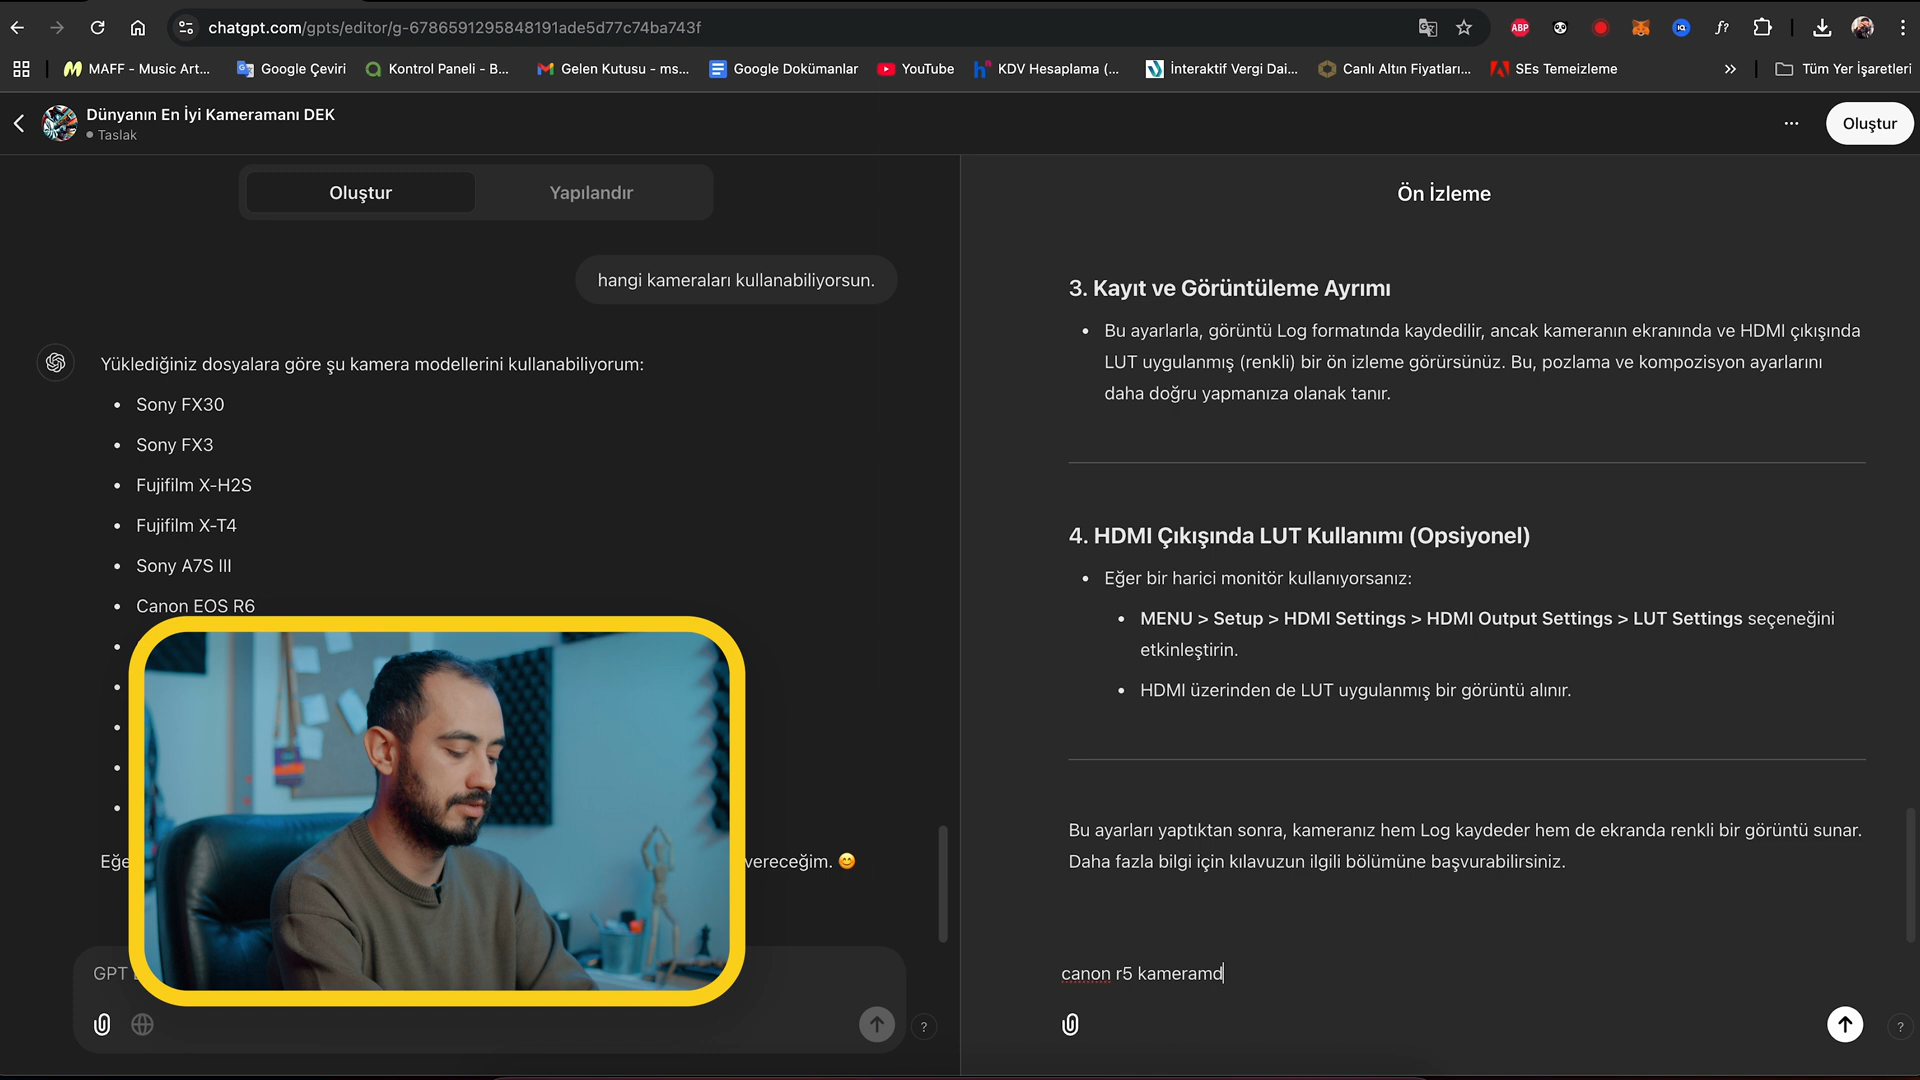 chatgpt.com/gpts/editor/g-6786591295848191ade5d77c74ba743f
ABP
MAFF - Music Art...
Google Çeviri
Kontrol Paneli - B...
Gelen Kutusu - ms...
Google Dokümanlar
YouTube
KDV Hesaplama (...
İnteraktif Vergi Dai...
Canlı Altın Fiyatları...
SEs Temeizleme
Tüm Yer İşaretleri
Dünyanın En İyi Kameramanı DEK
Taslak
Oluştur
Oluştur
Yapılandır
hangi kameraları kullanabiliyorsun.
Yüklediğiniz dosyalara göre şu kamera modellerini kullanabiliyorum:
• Sony FX30
• Sony FX3
• Fujifilm X-H2S
• Fujifilm X-T4
• Sony A7S III
• Canon EOS R6
vereceğim. 😊
GPT
?
Ön İzleme
3. Kayıt ve Görüntüleme Ayrımı
• Bu ayarlarla, görüntü Log formatında kaydedilir, ancak kameranın ekranında ve HDMI çıkışında
LUT uygulanmış (renkli) bir ön izleme görürsünüz. Bu, pozlama ve kompozisyon ayarlarını
daha doğru yapmanıza olanak tanır.
4. HDMI Çıkışında LUT Kullanımı (Opsiyonel)
• Eğer bir harici monitör kullanıyorsanız:
• MENU > Setup > HDMI Settings > HDMI Output Settings > LUT Settings seçeneğini
etkinleştirin.
• HDMI üzerinden de LUT uygulanmış bir görüntü alınır.
Bu ayarları yaptıktan sonra, kameranız hem Log kaydeder hem de ekranda renkli bir görüntü sunar.
Daha fazla bilgi için kılavuzun ilgili bölümüne başvurabilirsiniz.
canon r5 kameramd
?